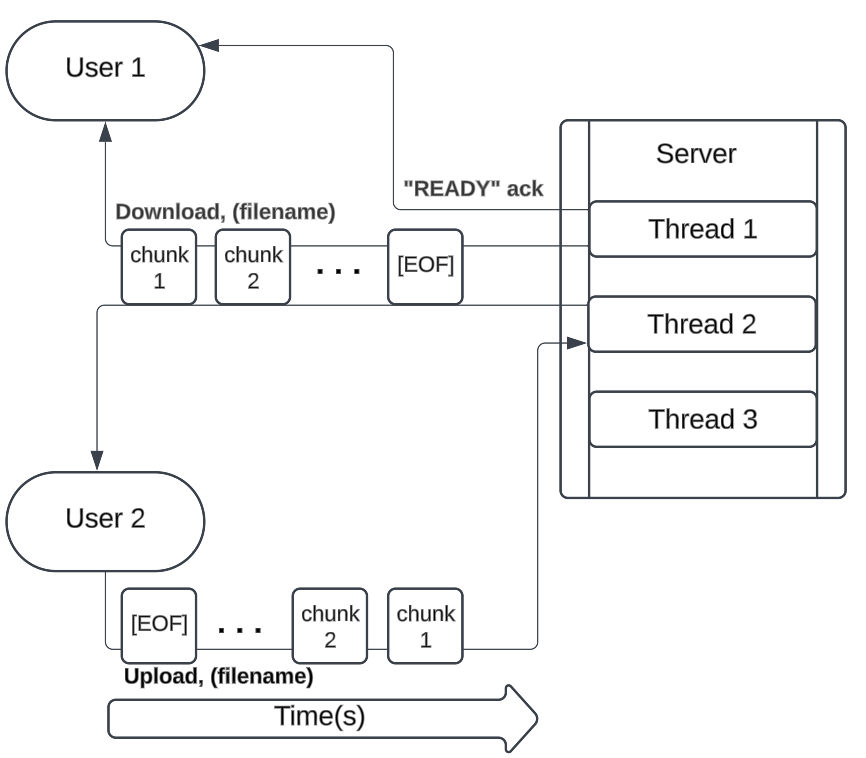 User 1
Server
"READY" ack
Download, (filename)
Thread 1
chunk
1
chunk
2
. . .
[EOF]
Thread 2
Thread 3
User 2
[EOF]
. . .
chunk
2
chunk
1
Upload, (filename)
Time(s)